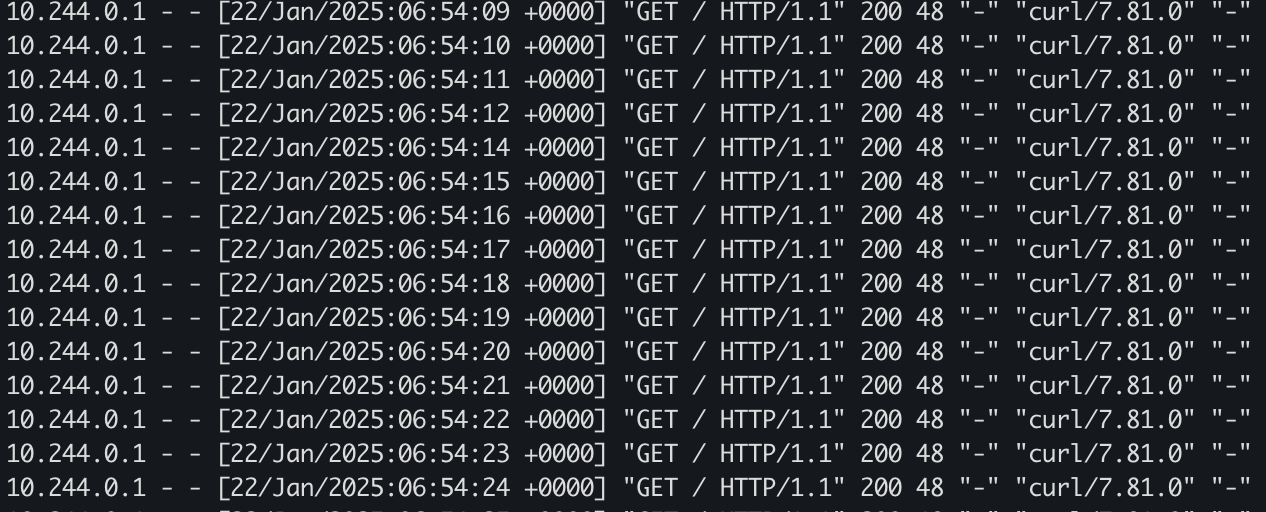 10.244.0.1 - - [22/Jan/2025:06:54:09 +0000] "GET / HTTP/1.1" 200 48 "-" "curl/7.81.0" "-"
10.244.0.1 - - [22/Jan/2025:06:54:10 +0000] "GET / HTTP/1.1" 200 48 "-" "curl/7.81.0" "-"
10.244.0.1 - - [22/Jan/2025:06:54:11 +0000] "GET / HTTP/1.1" 200 48 "-" "curl/7.81.0" "-"
10.244.0.1 - - [22/Jan/2025:06:54:12 +0000] "GET / HTTP/1.1" 200 48 "-" "curl/7.81.0" "-"
10.244.0.1 - - [22/Jan/2025:06:54:14 +0000] "GET / HTTP/1.1" 200 48 "-" "curl/7.81.0" "-"
10.244.0.1 - - [22/Jan/2025:06:54:15 +0000] "GET / HTTP/1.1" 200 48 "-" "curl/7.81.0" "-"
10.244.0.1 - - [22/Jan/2025:06:54:16 +0000] "GET / HTTP/1.1" 200 48 "-" "curl/7.81.0" "-"
10.244.0.1 - - [22/Jan/2025:06:54:17 +0000] "GET / HTTP/1.1" 200 48 "-" "curl/7.81.0" "-"
10.244.0.1 - - [22/Jan/2025:06:54:18 +0000] "GET / HTTP/1.1" 200 48 "-" "curl/7.81.0" "-"
10.244.0.1 - - [22/Jan/2025:06:54:19 +0000] "GET / HTTP/1.1" 200 48 "-" "curl/7.81.0" "-"
10.244.0.1 - - [22/Jan/2025:06:54:20 +0000] "GET / HTTP/1.1" 200 48 "-" "curl/7.81.0" "-"
10.244.0.1 - - [22/Jan/2025:06:54:21 +0000] "GET / HTTP/1.1" 200 48 "-" "curl/7.81.0" "-"
10.244.0.1 - - [22/Jan/2025:06:54:22 +0000] "GET / HTTP/1.1" 200 48 "-" "curl/7.81.0" "-"
10.244.0.1 - - [22/Jan/2025:06:54:23 +0000] "GET / HTTP/1.1" 200 48 "-" "curl/7.81.0" "-"
10.244.0.1 - - [22/Jan/2025:06:54:24 +0000] "GET / HTTP/1.1" 200 48 "-" "curl/7.81.0" "-"